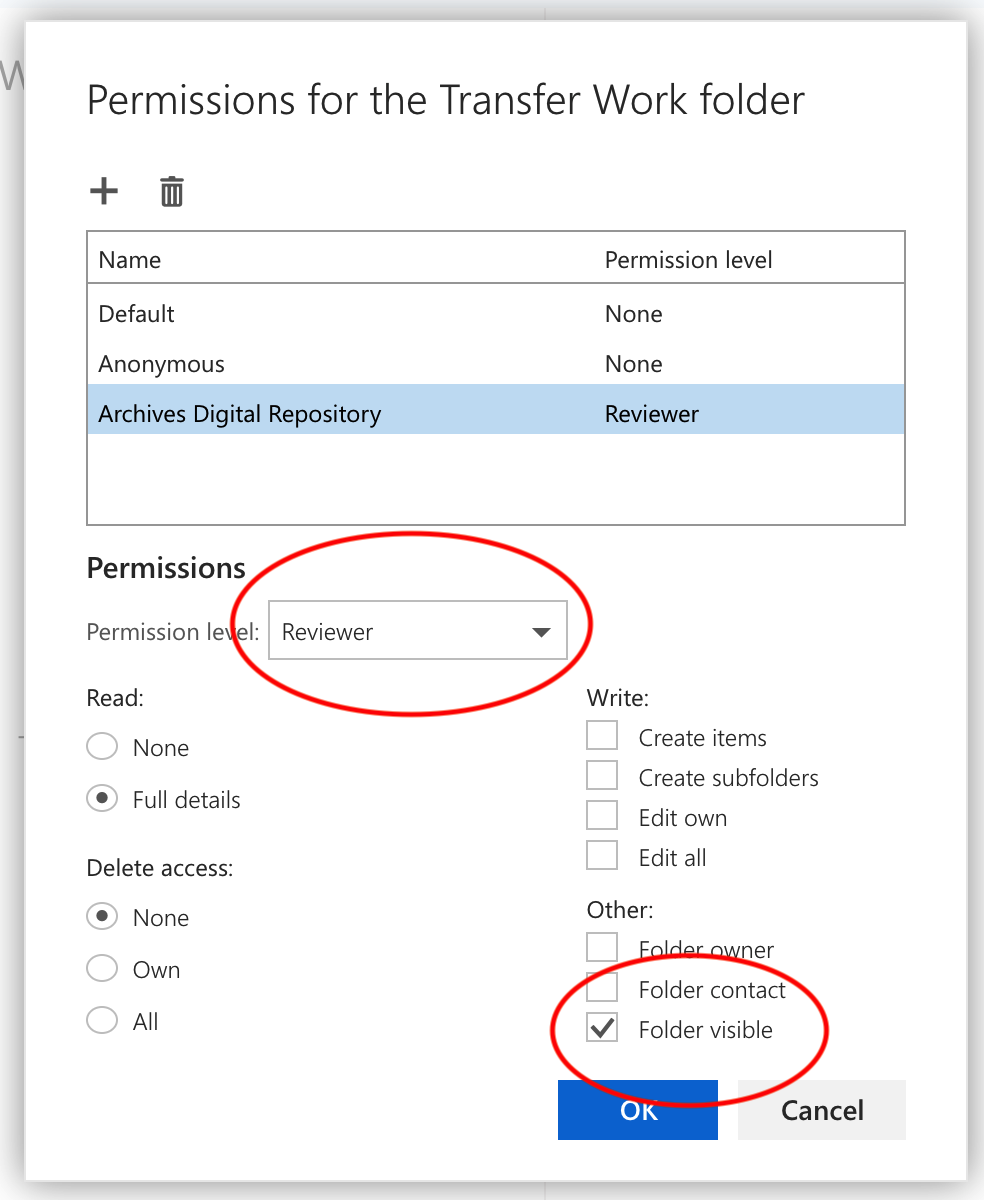 W
Permissions for the Transfer Work folder
Name Permission level
Default None
Anonymous None
Archives Digital Repository Reviewer
Permissions
Permission level: Reviewer
Read:
None
Full details
Delete access:
None
Own
All
Write:
Create items
Create subfolders
Edit own
Edit all
Other:
Folder owner
Folder contact
Folder visible
OK Cancel